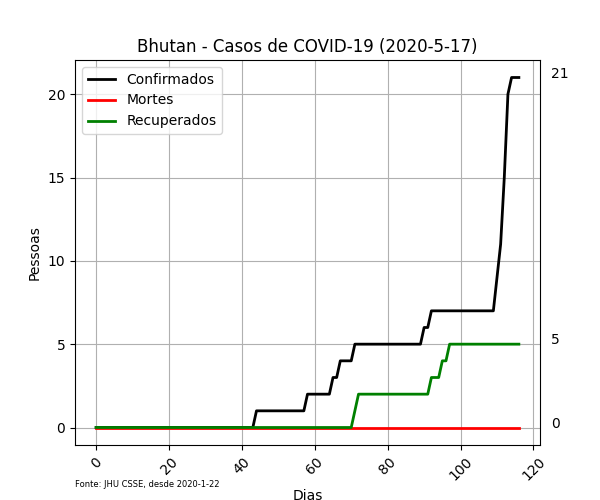 Bhutan - Casos de COVID-19 (2020-5-17)
Confirmados
Mortes
Recuperados
21
5
0
20
15
10
5
0
Pessoas
0
20
40
60
80
100
120
Fonte: JHU CSSE, desde 2020-1-22
Dias